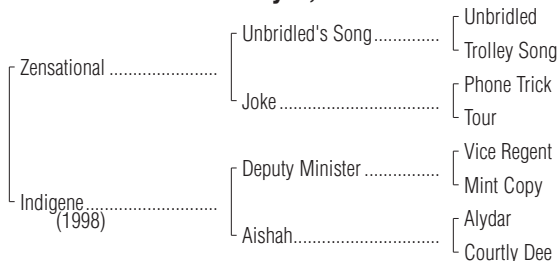 Unbridled
Unbridled's Song..............
Trolley Song
Zensational .......................
Phone Trick
Joke..................................
Tour
Vice Regent
Deputy Minister ................
Mint Copy
Indigene............................
(1998)
Alydar
Aishah...............................
Courtly Dee